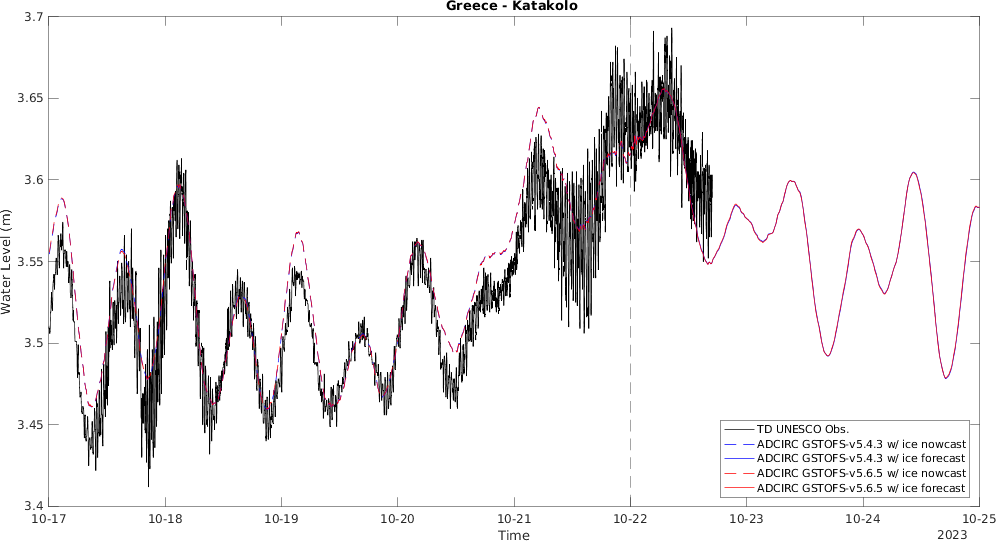 Greece - Katakolo
3.7
3.65
3.6
3.55
3.5
3.45
3.4
Water Level (m)
TD UNESCO Obs.
ADCIRC GSTOFS-v5.4.3 w/ ice nowcast
ADCIRC GSTOFS-v5.4.3 w/ ice forecast
ADCIRC GSTOFS-v5.6.5 w/ ice nowcast
ADCIRC GSTOFS-v5.6.5 w/ ice forecast
10-17 10-18 10-19 10-20 10-21 10-22 10-23 10-24 10-25
Time
2023